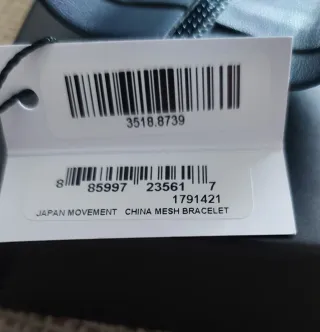 3518.8739
8 85997 23561 7
1791421
JAPAN MOVEMENT CHINA MESH BRACELET